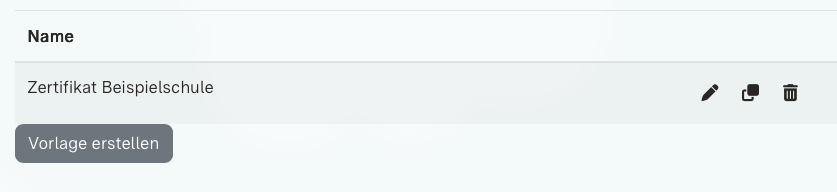 Name
Zertifikat Beispielschule
Vorlage erstellen